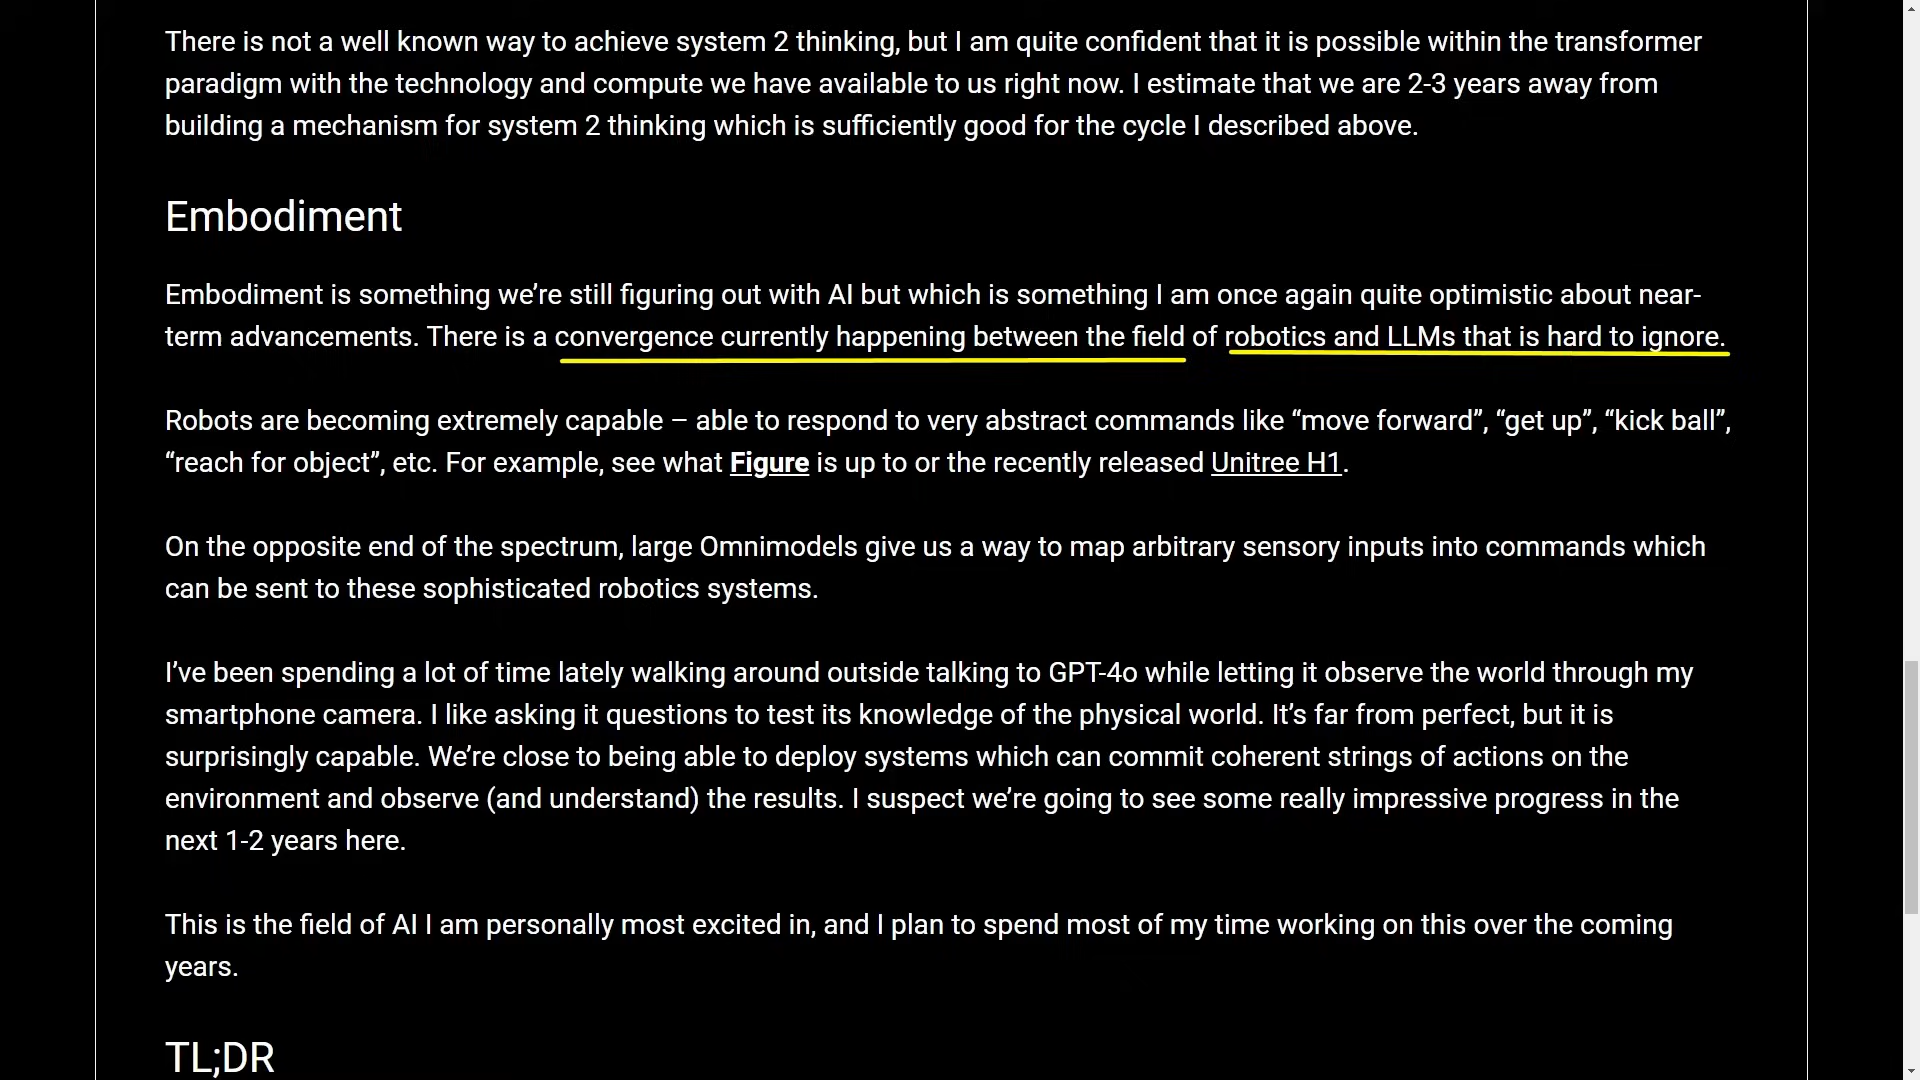 There is not a well known way to achieve system 2 thinking, but I am quite confident that it is possible within the transformer
paradigm with the technology and compute we have available to us right now. I estimate that we are 2-3 years away from
building a mechanism for system 2 thinking which is sufficiently good for the cycle I described above.
Embodiment
Embodiment is something we’re still figuring out with AI but which is something I am once again quite optimistic about near-
term advancements. There is a convergence currently happening between the field of robotics and LLMs that is hard to ignore.
Robots are becoming extremely capable – able to respond to very abstract commands like “move forward”, “get up”, “kick ball”,
“reach for object”, etc. For example, see what Figure is up to or the recently released Unitree H1.
On the opposite end of the spectrum, large Omnimodels give us a way to map arbitrary sensory inputs into commands which
can be sent to these sophisticated robotics systems.
I’ve been spending a lot of time lately walking around outside talking to GPT-4o while letting it observe the world through my
smartphone camera. I like asking it questions to test its knowledge of the physical world. It’s far from perfect, but it is
surprisingly capable. We’re close to being able to deploy systems which can commit coherent strings of actions on the
environment and observe (and understand) the results. I suspect we’re going to see some really impressive progress in the
next 1-2 years here.
This is the field of AI I am personally most excited in, and I plan to spend most of my time working on this over the coming
years.
TL;DR